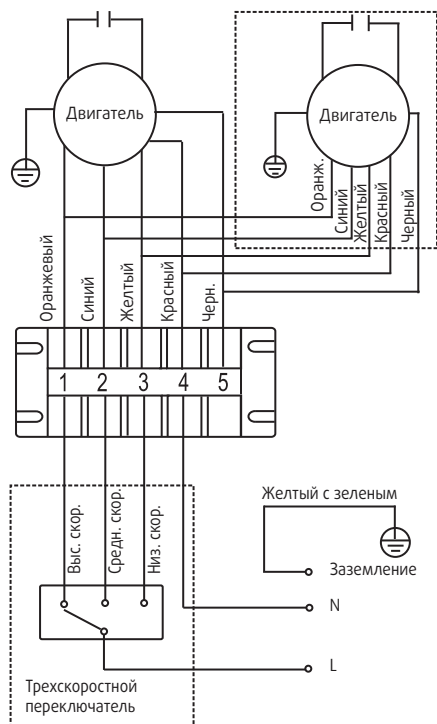 Двигатель
Двигатель
Оранж.
Синий
Желтый
Красный
Черный
Оранжевый
Синий
Желтый
Красный
Черн.
1 2 3 4 5
Выс. скор.
Средн. скор.
Низ. скор.
Желтый с зеленым
Заземление
N
L
Трехскоростной
переключатель